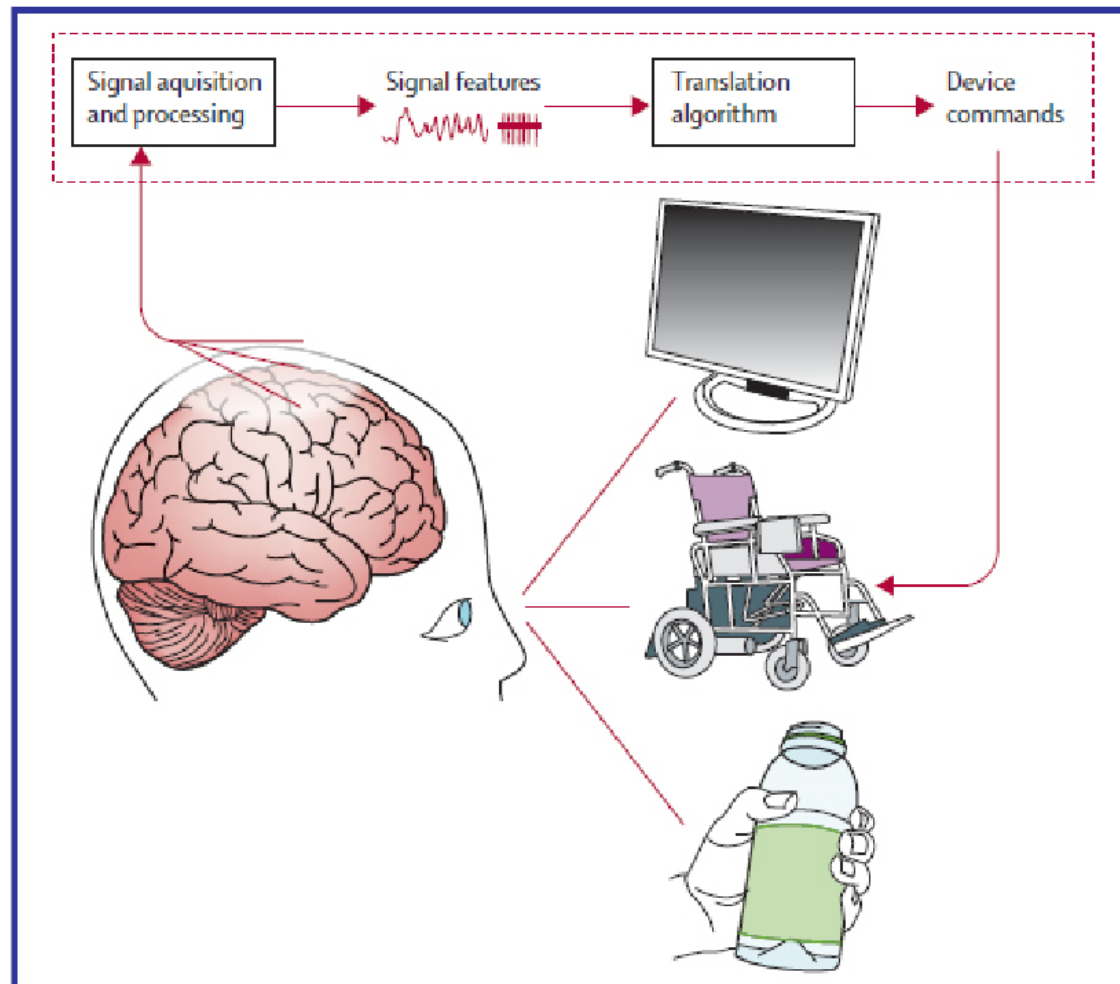 Signal aquisition
and processing
Signal features
Translation
algorithm
Device
commands